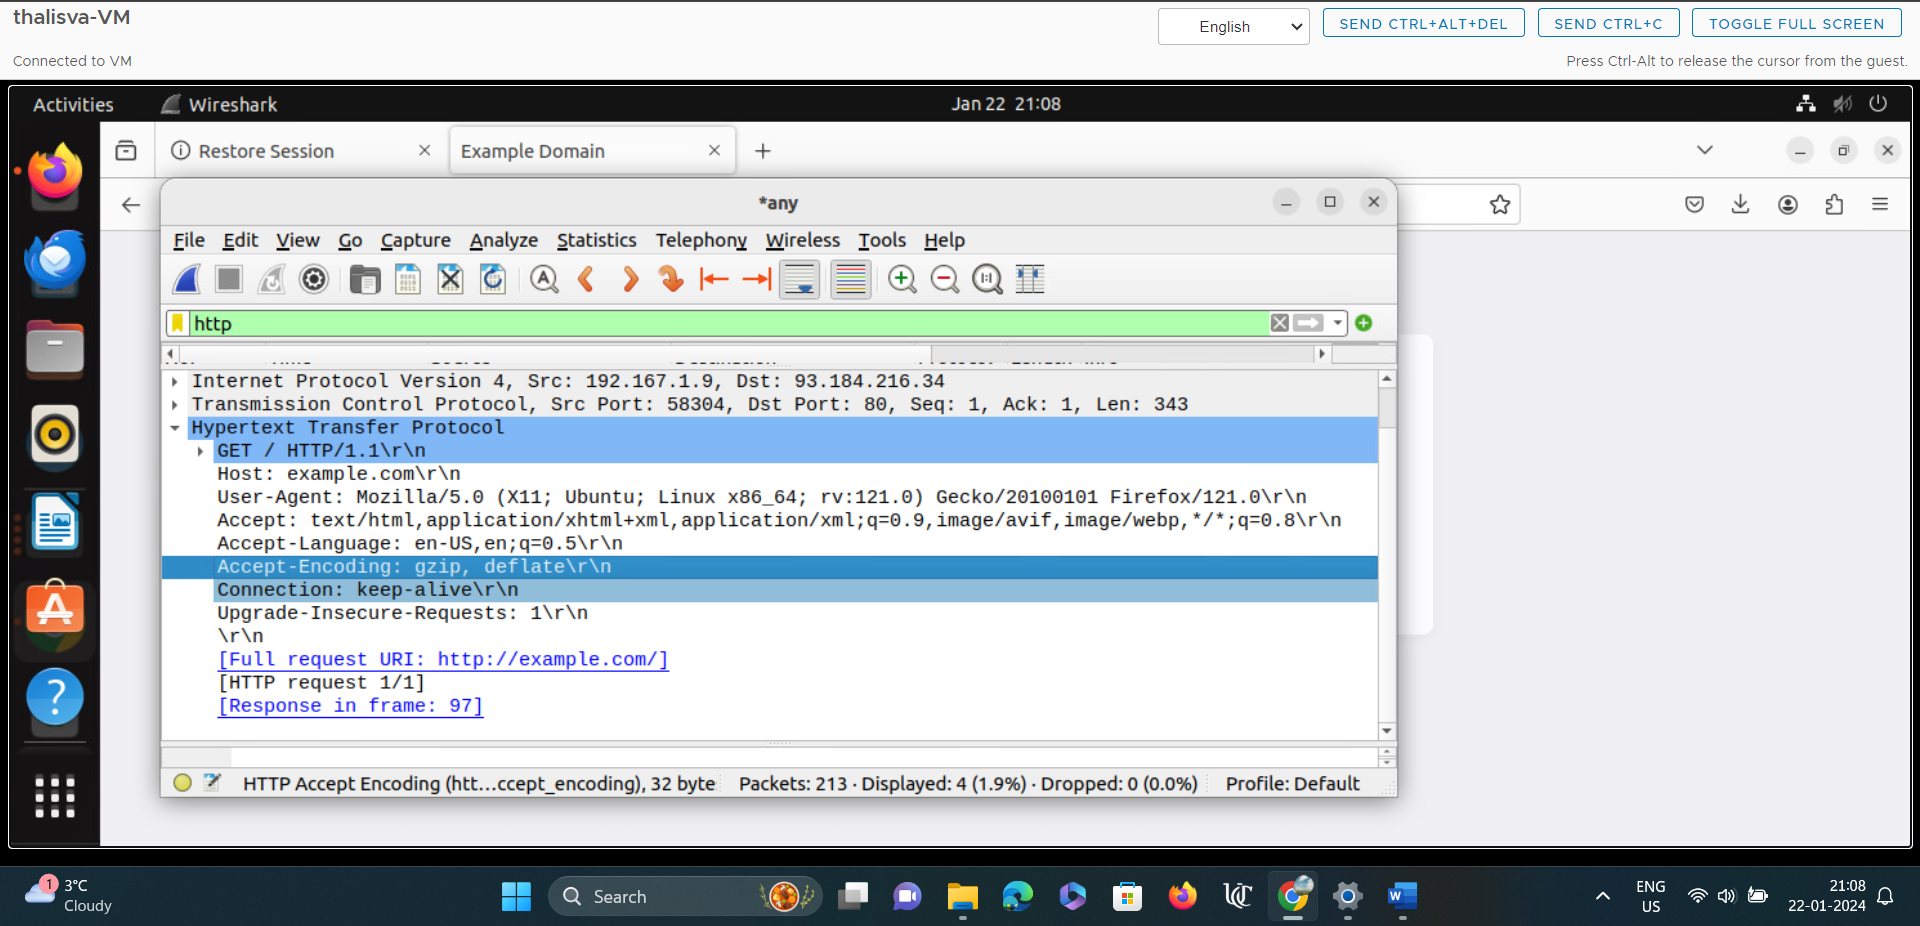 thalisva-VM
English
SEND CTRL+ALT+DEL
SEND CTRL+C
TOGGLE FULL SCREEN
Connected to VM
Press Ctrl-Alt to release the cursor from the guest.
Activities
Wireshark
Jan 22 21:08
Restore Session
Example Domain
*any
File Edit View Go Capture Analyze Statistics Telephony Wireless Tools Help
http
Internet Protocol Version 4, Src: 192.167.1.9, Dst: 93.184.216.34
Transmission Control Protocol, Src Port: 58304, Dst Port: 80, Seq: 1, Ack: 1, Len: 343
Hypertext Transfer Protocol
GET / HTTP/1.1\r\n
Host: example.com\r\n
User-Agent: Mozilla/5.0 (X11; Ubuntu; Linux x86_64; rv:121.0) Gecko/20100101 Firefox/121.0\r\n
Accept: text/html,application/xhtml+xml,application/xml;q=0.9,image/avif,image/webp,*/*;q=0.8\r\n
Accept-Language: en-US,en;q=0.5\r\n
Accept-Encoding: gzip, deflate\r\n
Connection: keep-alive\r\n
Upgrade-Insecure-Requests: 1\r\n
\r\n
[Full request URI: http://example.com/]
[HTTP request 1/1]
[Response in frame: 97]
HTTP Accept Encoding (htt...ccept_encoding), 32 byte
Packets: 213 · Displayed: 4 (1.9%) · Dropped: 0 (0.0%)
Profile: Default
1
3°C
Cloudy
Search
ENG
US
21:08
22-01-2024